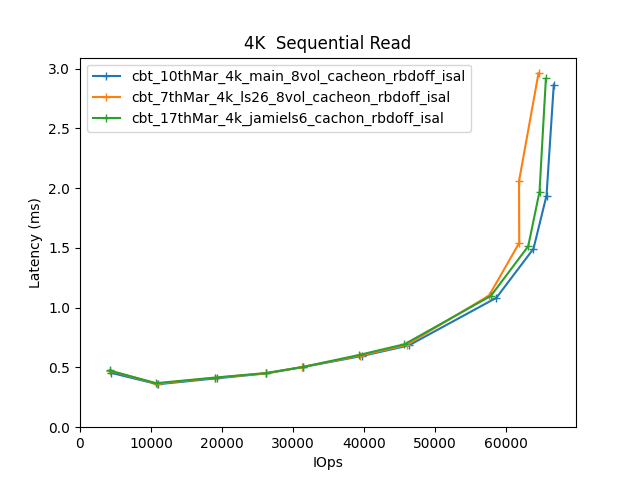 4K  Sequential Read
cbt_10thMar_4k_main_8vol_cacheon_rbdoff_isal
cbt_7thMar_4k_ls26_8vol_cacheon_rbdoff_isal
cbt_17thMar_4k_jamiels6_cachon_rbdoff_isal
Latency (ms)
3.0
2.5
2.0
1.5
1.0
0.5
0.0
0 10000 20000 30000 40000 50000 60000
IOps